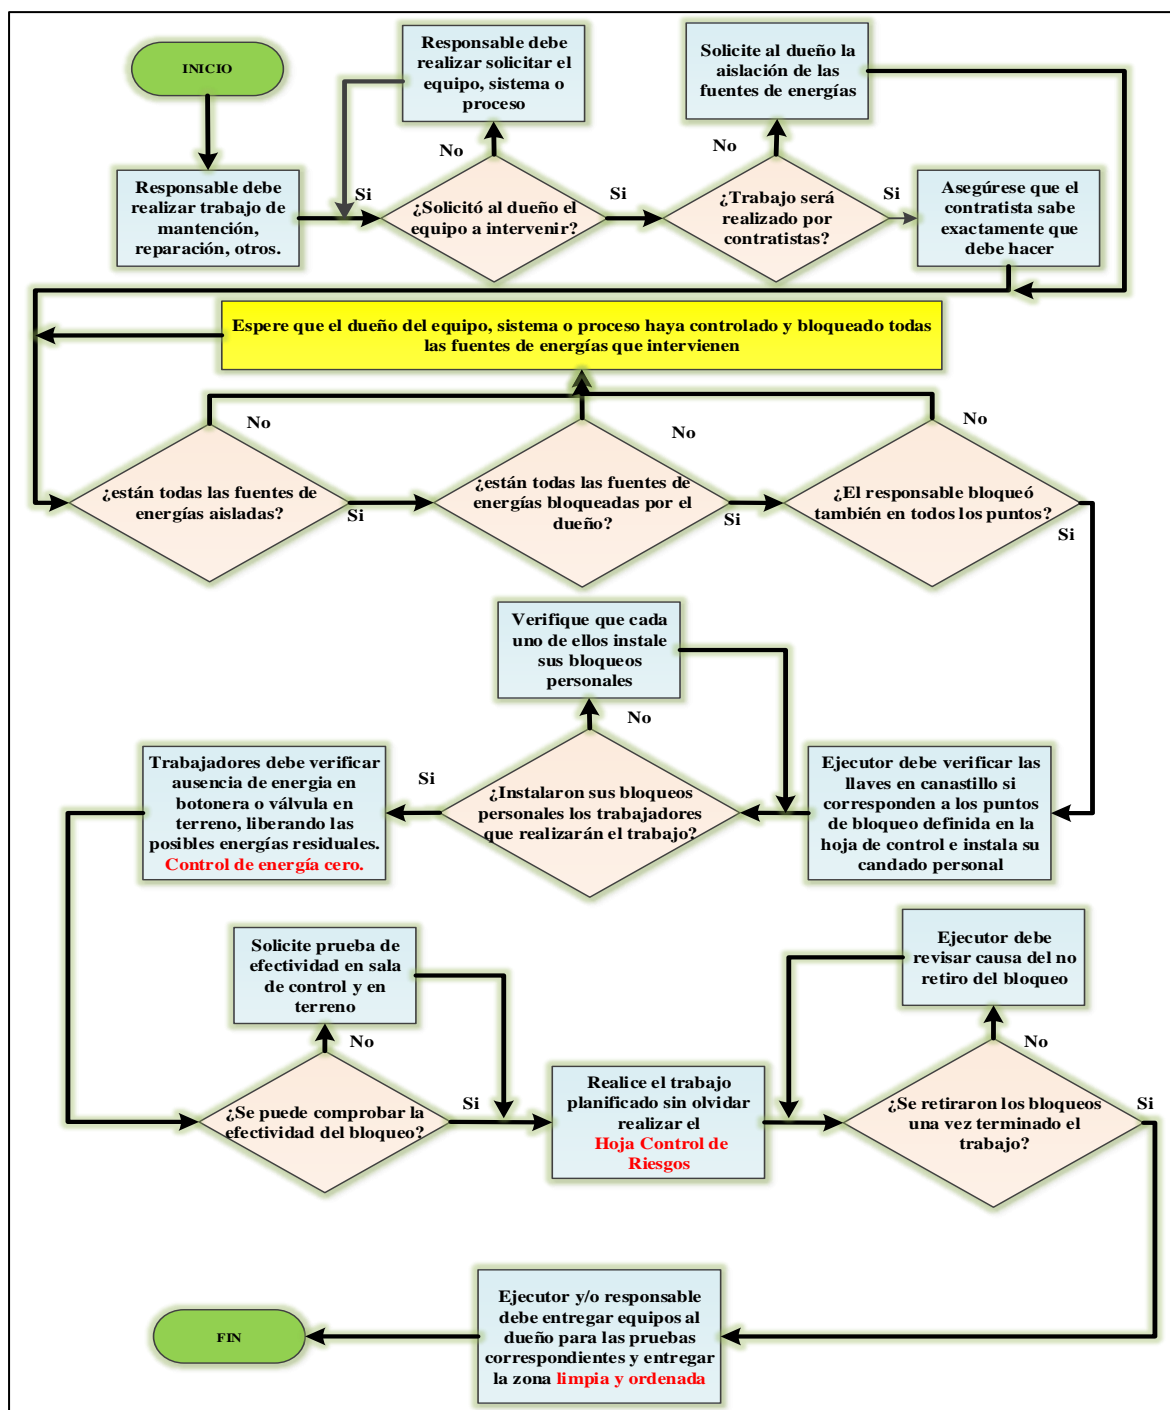 INICIO
Responsable debe
realizar solicitar el
equipo, sistema o
proceso
Solicite al dueño la
aislación de las
fuentes de energías
No
No
Responsable debe
realizar trabajo de
mantención,
reparación, otros.
Si
¿Solicitó al dueño el
equipo a intervenir?
Si
¿Trabajo será
realizado por
contratistas?
Si
Asegúrese que el
contratista sabe
exactamente que
debe hacer
Espere que el dueño del equipo, sistema o proceso haya controlado y bloqueado todas
las fuentes de energías que intervienen
No
No
No
¿están todas las fuentes de
energías aisladas?
Si
¿están todas las fuentes de
energías bloqueadas por el
dueño?
Si
¿El responsable bloqueó
también en todos los puntos?
Si
Verifique que cada
uno de ellos instale
sus bloqueos
personales
No
Trabajadores debe verificar
ausencia de energia en
botonera o válvula en
terreno, liberando las
posibles energías residuales.
Control de energía cero.
Si
¿Instalaron sus bloqueos
personales los trabajadores
que realizarán el trabajo?
Ejecutor debe verificar las
llaves en canastillo si
corresponden a los puntos
de bloqueo definida en la
hoja de control e instala su
candado personal
Solicite prueba de
efectividad en sala
de control y en
terreno
Ejecutor debe
revisar causa del no
retiro del bloqueo
No
No
¿Se puede comprobar la
efectividad del bloqueo?
Si
Realice el trabajo
planificado sin olvidar
realizar el
Hoja Control de
Riesgos
¿Se retiraron los bloqueos
una vez terminado el
trabajo?
Si
Ejecutor y/o responsable
debe entregar equipos al
dueño para las pruebas
correspondientes y entregar
la zona limpia y ordenada
FIN